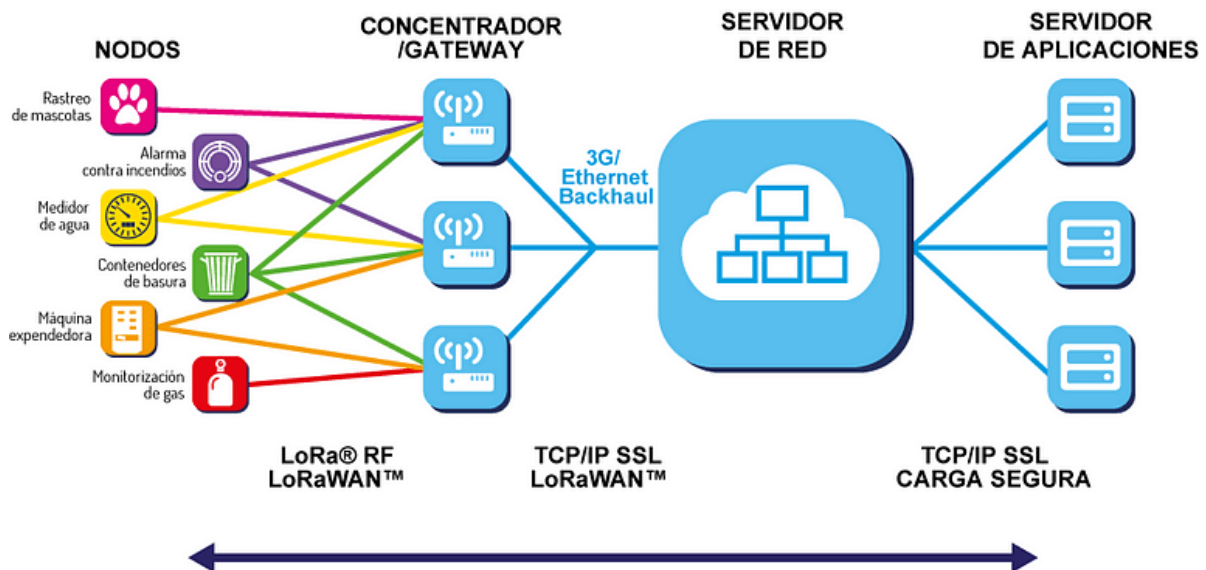 NODOS
CONCENTRADOR
/GATEWAY
SERVIDOR
DE RED
SERVIDOR
DE APLICACIONES
Rastreo
de mascotas
Alarma
contra incendios
Medidor
de agua
Contenedores
de basura
Máquina
expendedora
Monitorización
de gas
3G/
Ethernet
Backhaul
LoRa® RF
LoRaWAN™
TCP/IP SSL
LoRaWAN™
TCP/IP SSL
CARGA SEGURA